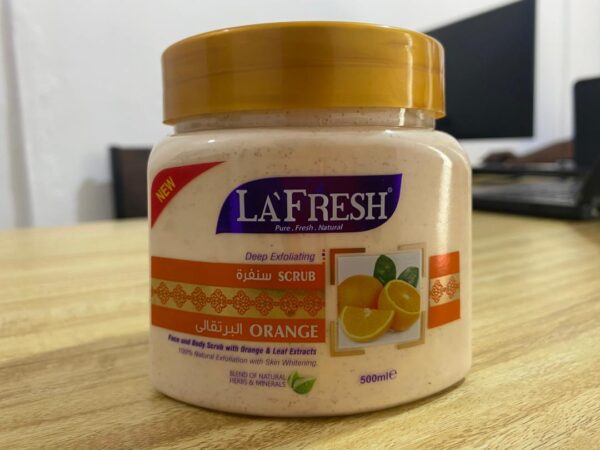 NEW
LA`FRESH®
Pure . Fresh . Natural
Deep Exfoliating
سنفرة SCRUB
البرتقالى ORANGE
Face and Body Scrub with Orange & Leaf Extracts
100% Natural Exfoliation with Skin Whitening.
BLEND OF NATURAL
HERBS & MINERALS
500ml℮